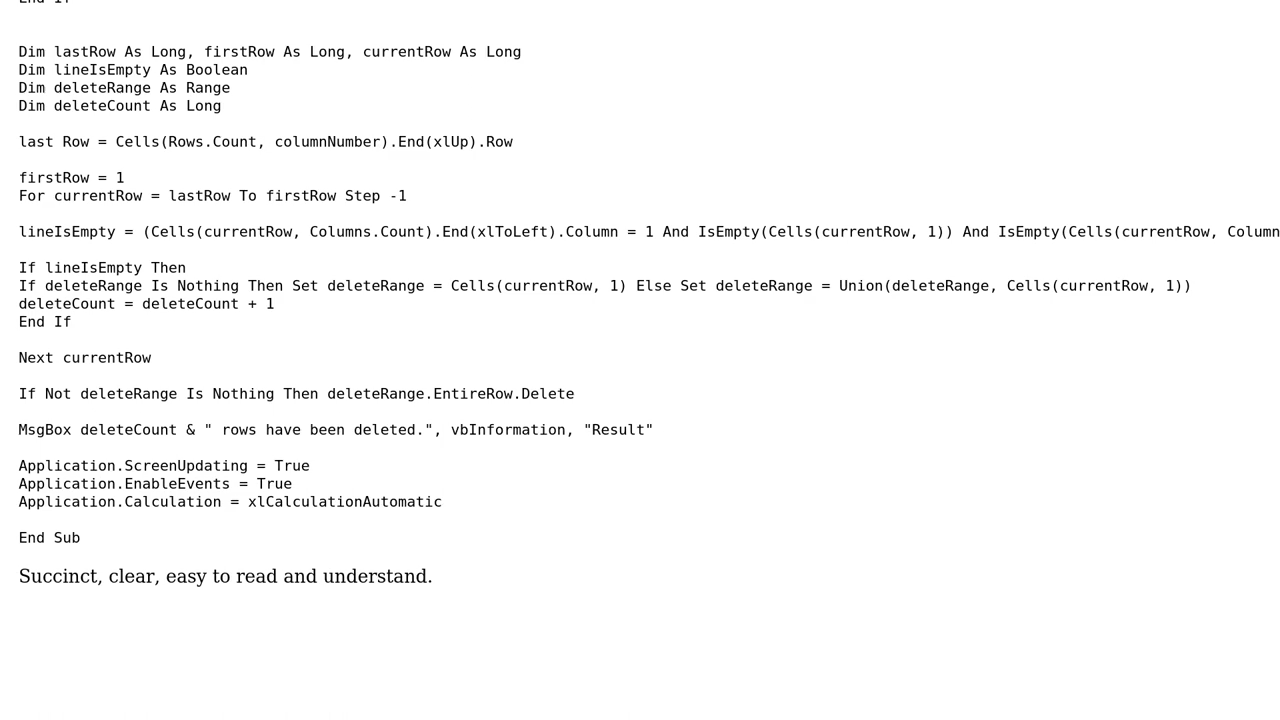 End If
Dim lastRow As Long, firstRow As Long, currentRow As Long
Dim lineIsEmpty As Boolean
Dim deleteRange As Range
Dim deleteCount As Long
last Row = Cells(Rows.Count, columnNumber).End(xlUp).Row
firstRow = 1
For currentRow = lastRow To firstRow Step -1
lineIsEmpty = (Cells(currentRow, Columns.Count).End(xlToLeft).Column = 1 And IsEmpty(Cells(currentRow, 1)) And IsEmpty(Cells(currentRow, Column
If lineIsEmpty Then
If deleteRange Is Nothing Then Set deleteRange = Cells(currentRow, 1) Else Set deleteRange = Union(deleteRange, Cells(currentRow, 1))
deleteCount = deleteCount + 1
End If
Next currentRow
If Not deleteRange Is Nothing Then deleteRange.EntireRow.Delete
MsgBox deleteCount & " rows have been deleted.", vbInformation, "Result"
Application.ScreenUpdating = True
Application.EnableEvents = True
Application.Calculation = xlCalculationAutomatic
End Sub
Succinct, clear, easy to read and understand.